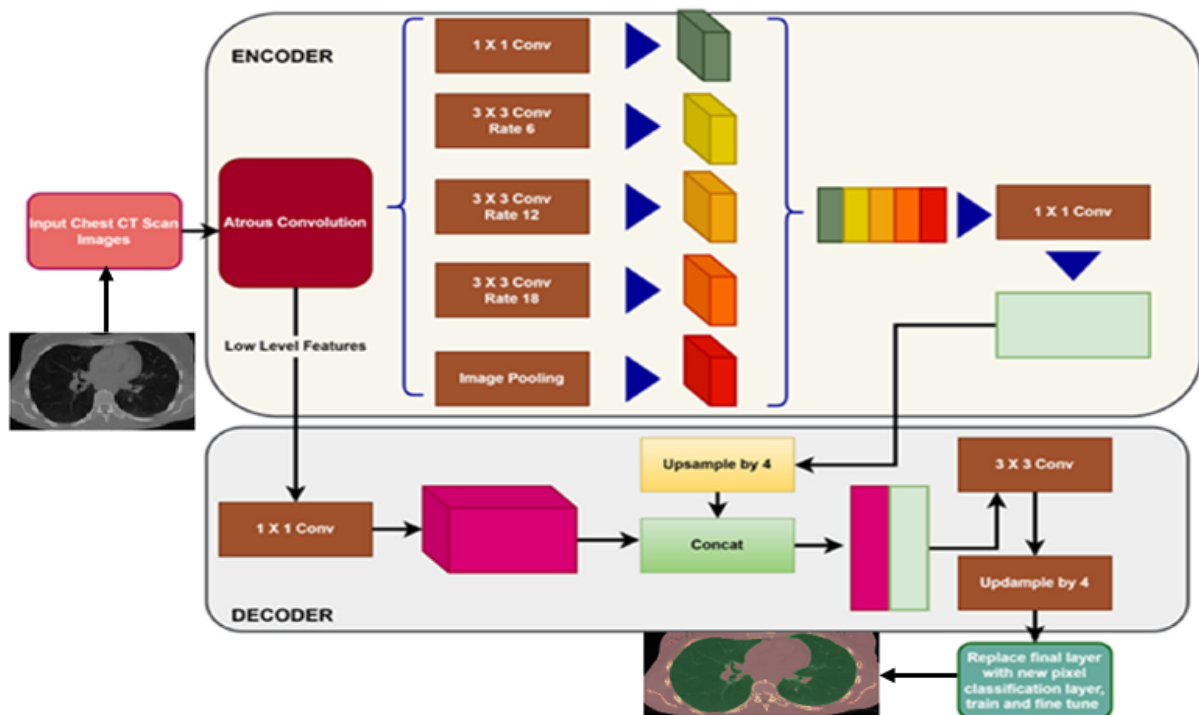 ENCODER
1 X 1 Conv
3 X 3 Conv
Rate 6
3 X 3 Conv
Rate 12
3 X 3 Conv
Rate 18
Image Pooling
Atrous Convolution
Input Chest CT Scan
Images
1 X 1 Conv
Low Level Features
Upsample by 4
3 X 3 Conv
1 X 1 Conv
Concat
Updample by 4
DECODER
Replace final layer
with new pixel
classification layer,
train and fine tune